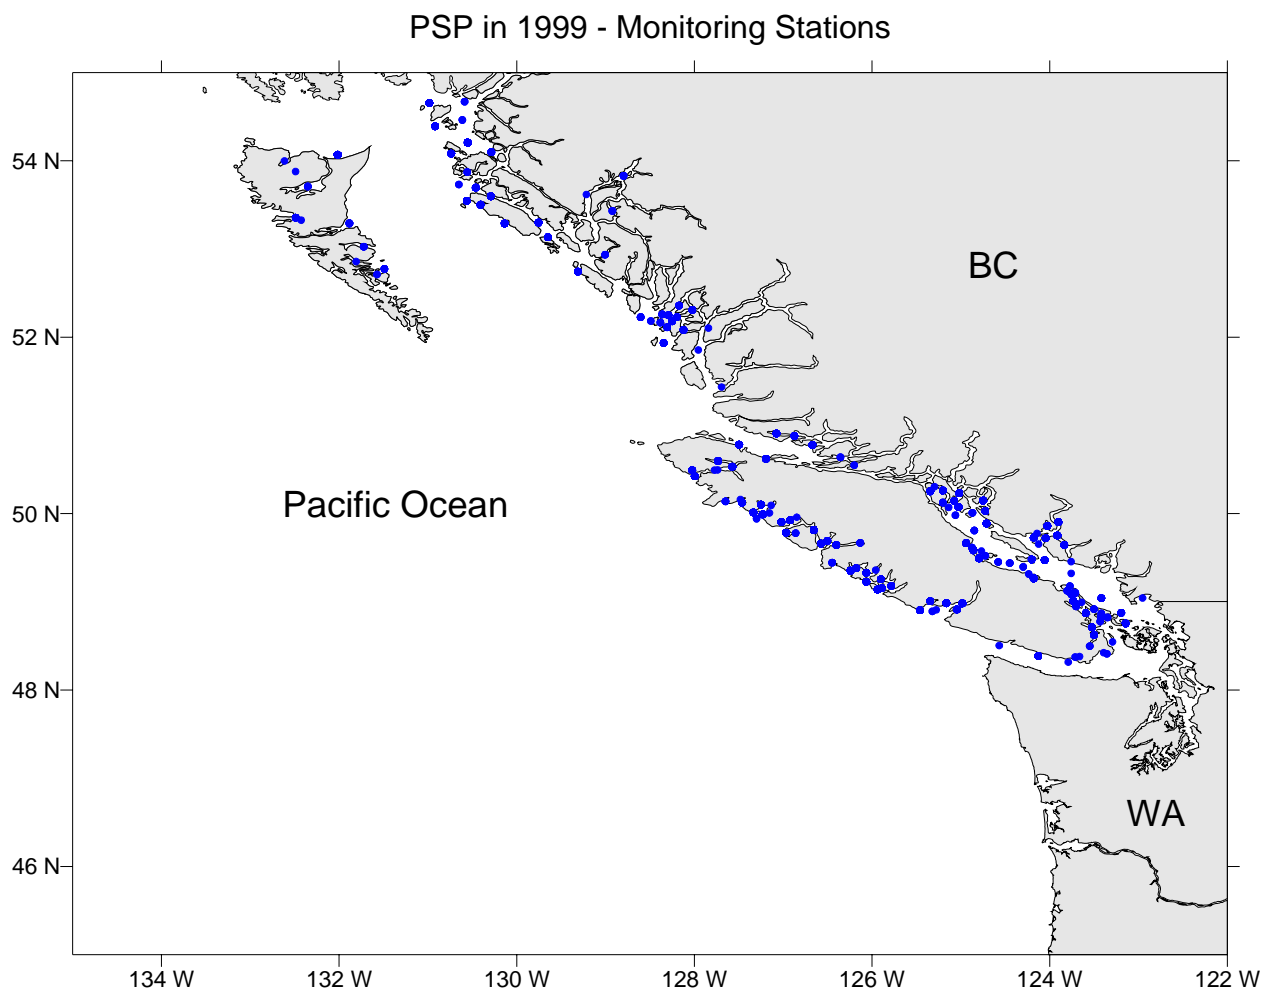 PSP in 1999 - Monitoring Stations
54 N
BC
52 N
Pacific Ocean
50 N
48 N
WA
46 N
134 W 132 W 130 W 128 W 126 W 124 W 122 W